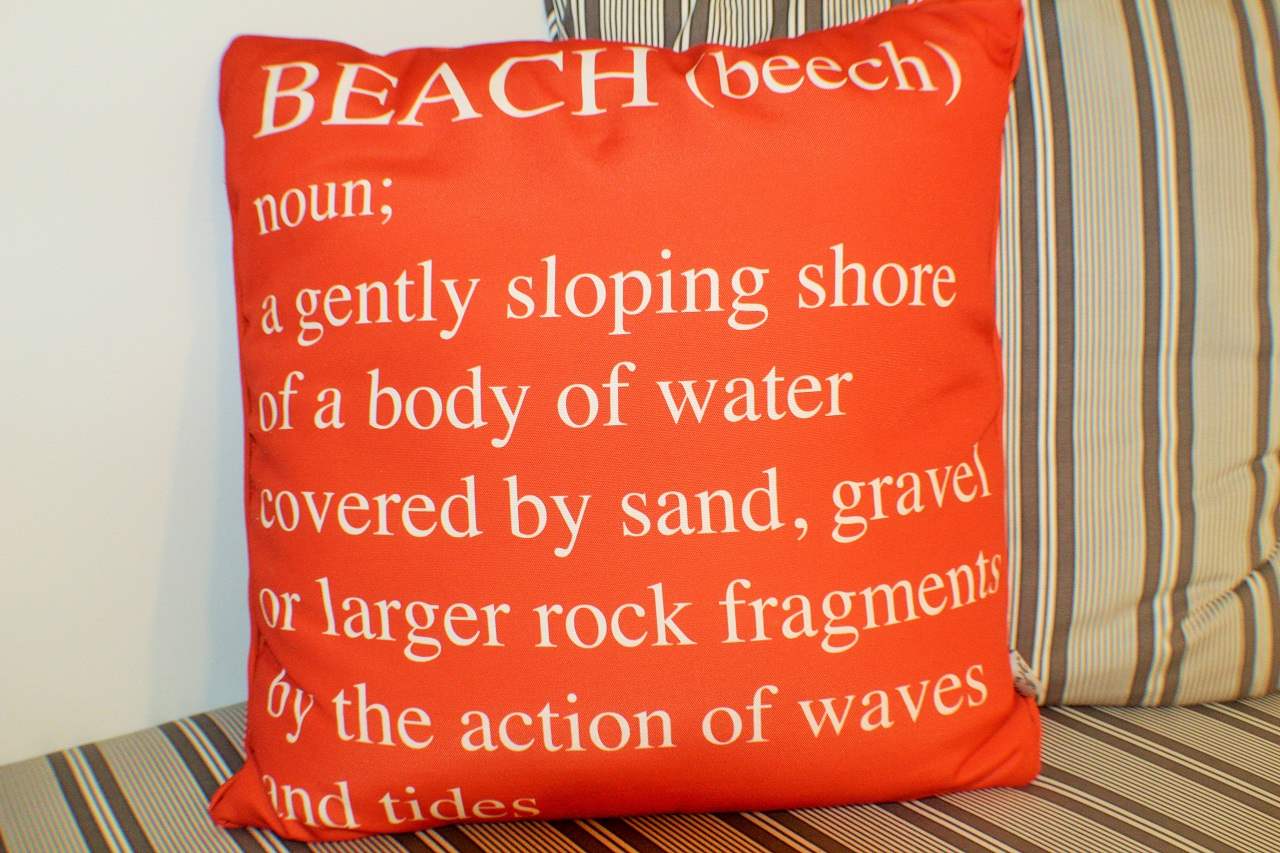 BEACH (beech)
noun;
a gently sloping shore
of a body of water
covered by sand, gravel
or larger rock fragments
by the action of waves
and tides